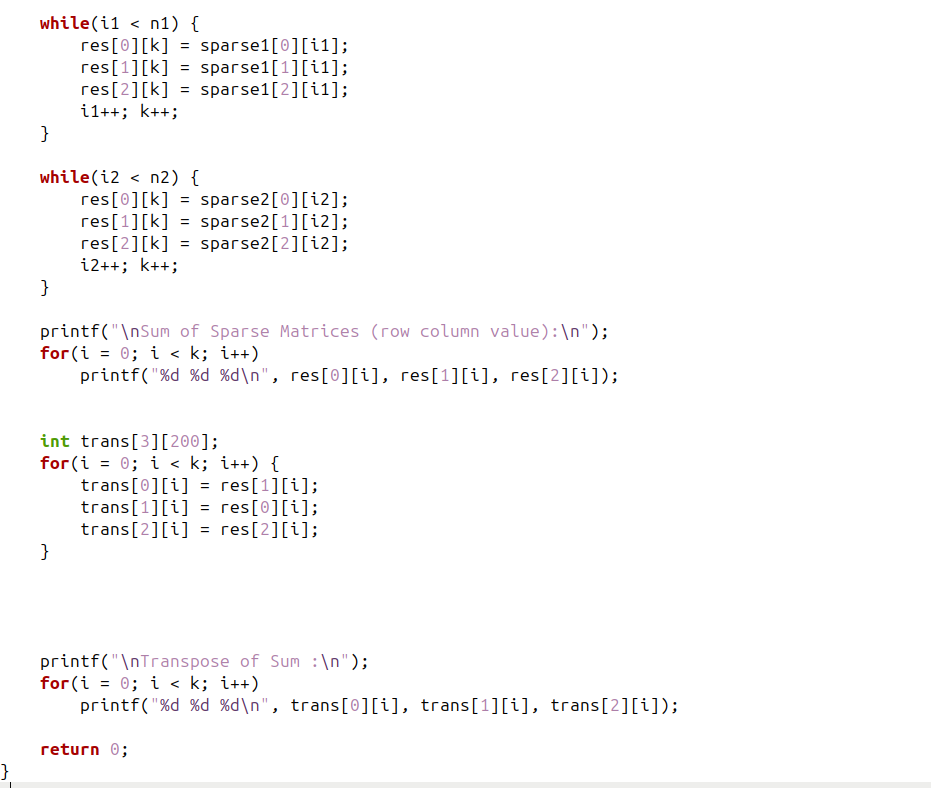 while(i1 < n1) {
res[0][k] = sparse1[0][i1];
res[1][k] = sparse1[1][i1];
res[2][k] = sparse1[2][i1];
i1++; k++;
}
while(i2 < n2) {
res[0][k] = sparse2[0][i2];
res[1][k] = sparse2[1][i2];
res[2][k] = sparse2[2][i2];
i2++; k++;
}
printf("\nSum of Sparse Matrices (row column value):\n");
for(i = 0; i < k; i++)
printf("%d %d %d\n", res[0][i], res[1][i], res[2][i]);
int trans[3][200];
for(i = 0; i < k; i++) {
trans[0][i] = res[1][i];
trans[1][i] = res[0][i];
trans[2][i] = res[2][i];
}
printf("\nTranspose of Sum :\n");
for(i = 0; i < k; i++)
printf("%d %d %d\n", trans[0][i], trans[1][i], trans[2][i]);
return 0;
}